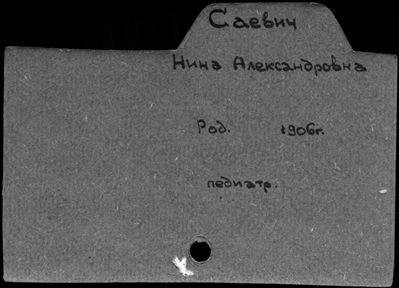 Саевич
Нина Александровна
Род. 1906г.
педиатр.